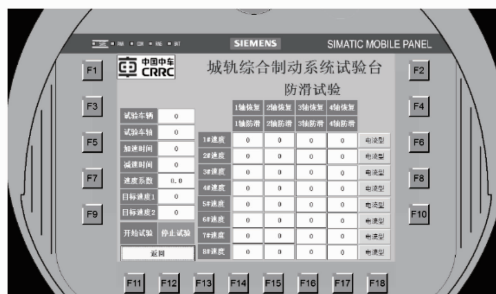 SIEMENS SIMATIC MOBILE PANEL
F1 F2
中国中车
CRRC
城轨综合制动系统试验台
防滑试验
F3 F4
1轴恢复 2轴恢复 3轴恢复 4轴恢复
1轴防滑 2轴防滑 3轴防滑 4轴防滑
试验车辆 0
试验车轴 0
加速时间 0
减速时间 0
速度系数 0.0
目标速度1 0
目标速度2 0
开始试验 停止试验
返回
1#速度 0 0 0 0 电流型
2#速度 0 0 0 0 电流型
3#速度 0 0 0 0 电流型
4#速度 0 0 0 0 电流型
5#速度 0 0 0 0 电流型
6#速度 0 0 0 0 电流型
7#速度 0 0 0 0 电流型
8#速度 0 0 0 0 电流型
F5 F6
F7 F8
F9 F10
F11 F12 F13 F14 F15 F16 F17 F18